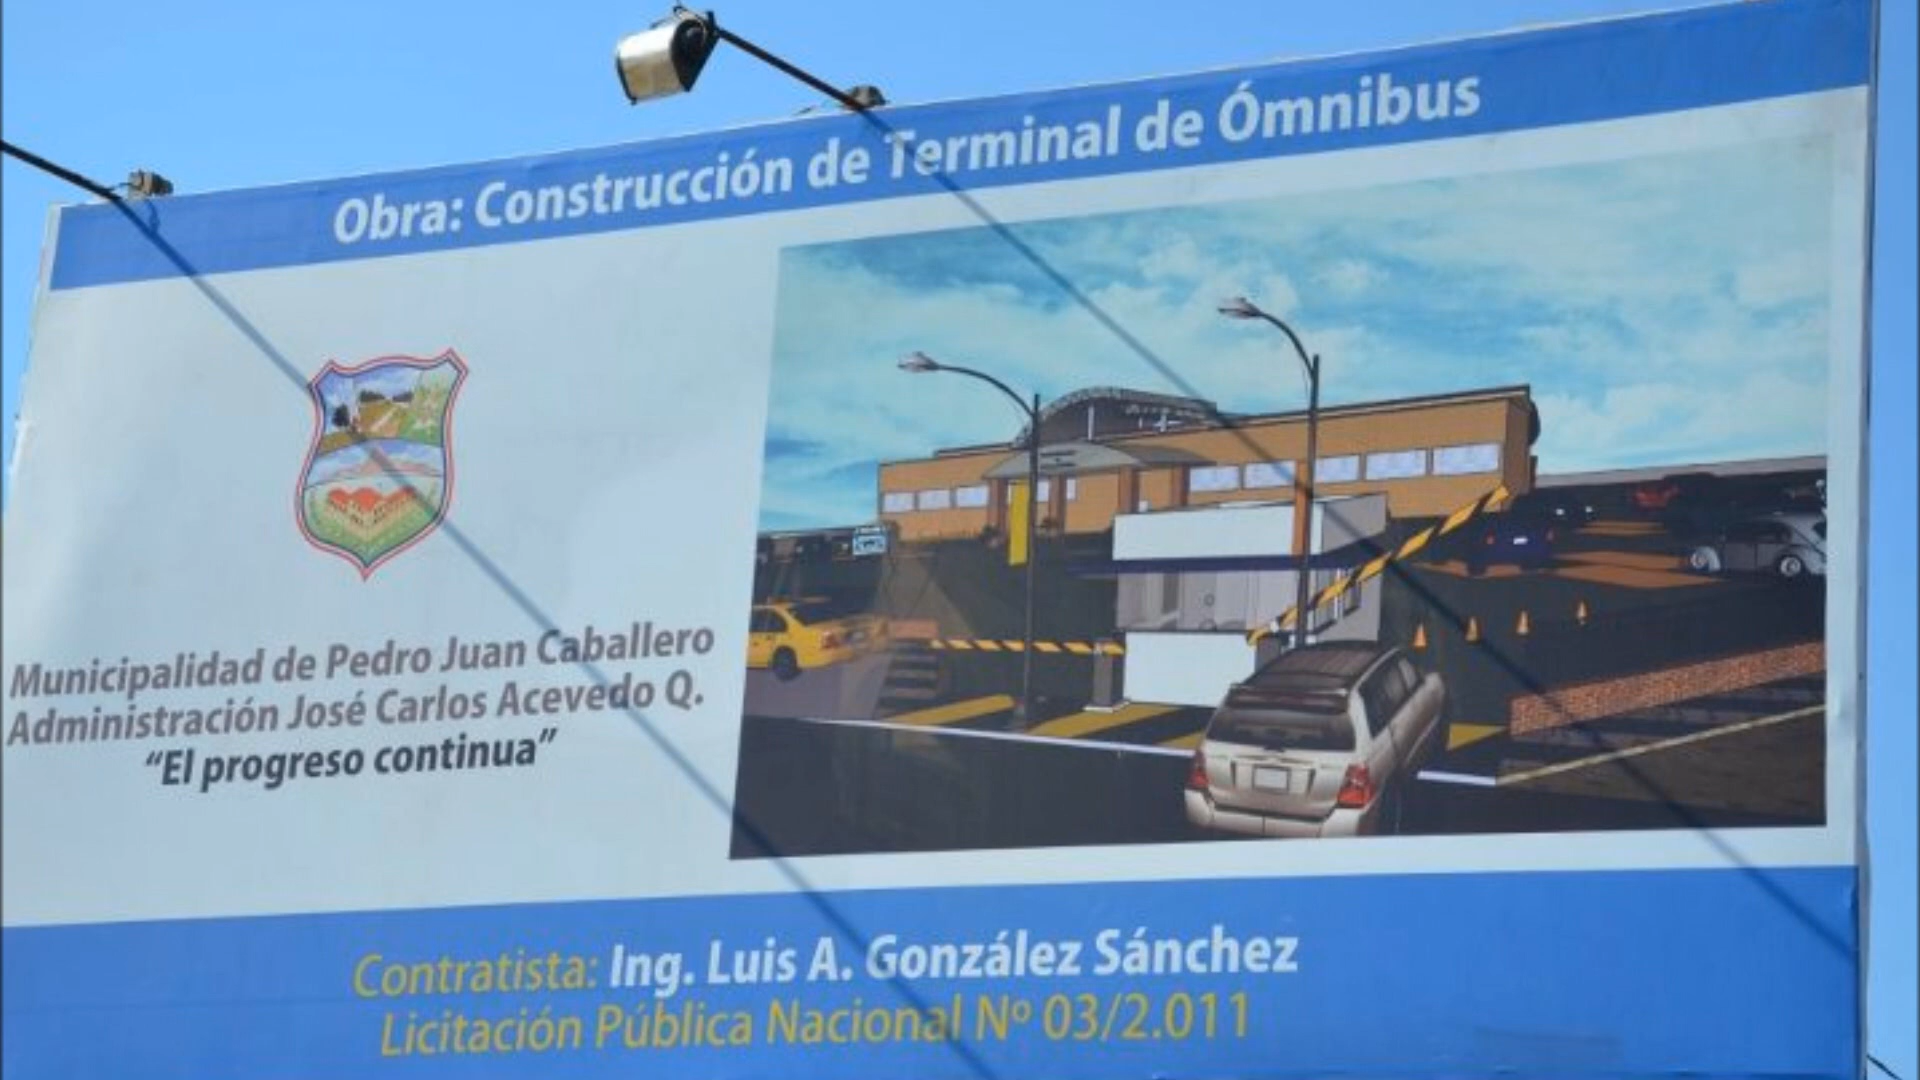 Obra: Construcción de Terminal de Ómnibus
Municipalidad de Pedro Juan Caballero
Administración José Carlos Acevedo Q.
“El progreso continua”
Contratista: Ing. Luis A. González Sánchez
Licitación Pública Nacional Nº 03/2.011